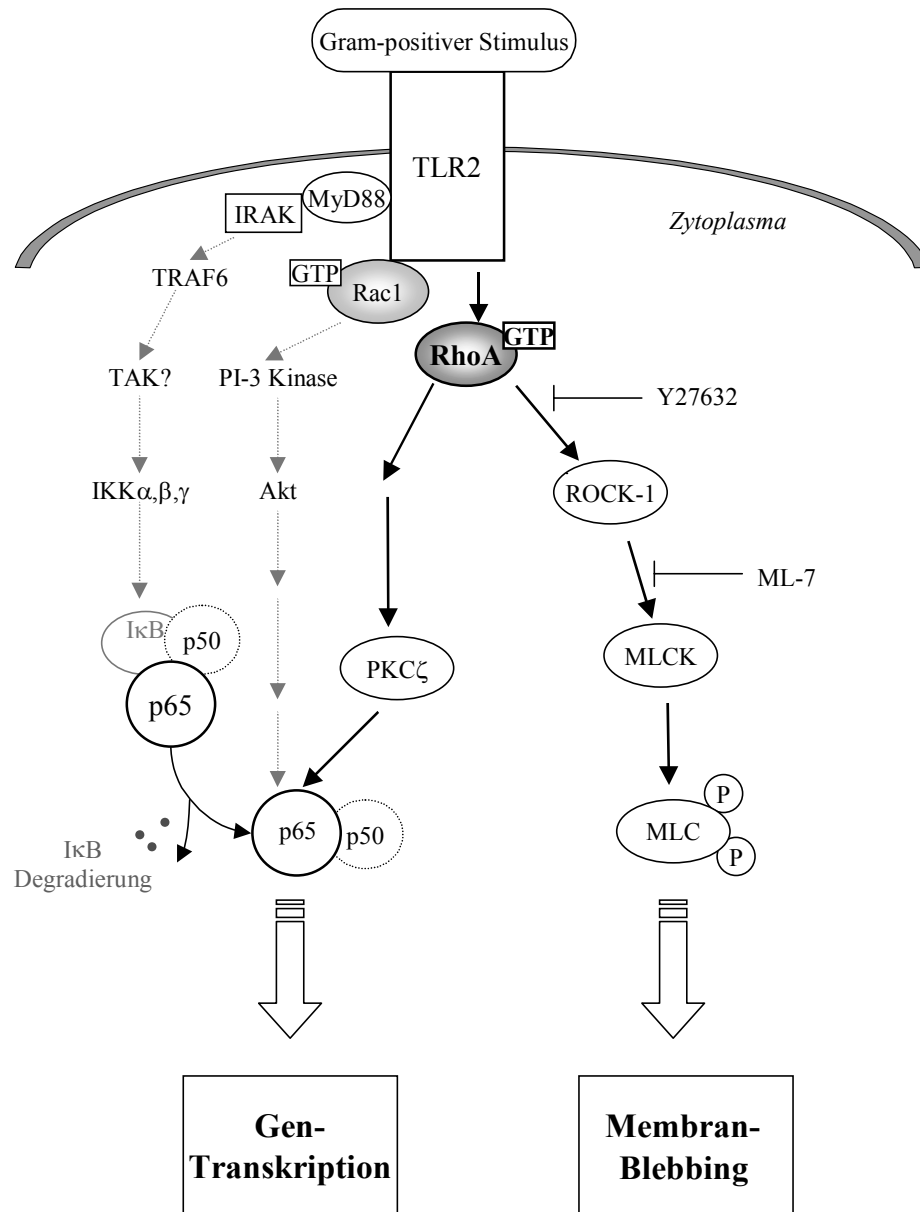 Gram-positiver Stimulus
TLR2
MyD88
IRAK
Zytoplasma
TRAF6
GTP
Rac1
GTP
RhoA
TAK?
PI-3 Kinase
Y27632
IKKα,β,γ
Akt
ROCK-1
ML-7
IκB
p50
p65
PKCζ
MLCK
p65
p50
MLC
P
P
IκB
Degradierung
Gen-
Transkription
Membran-
Blebbing